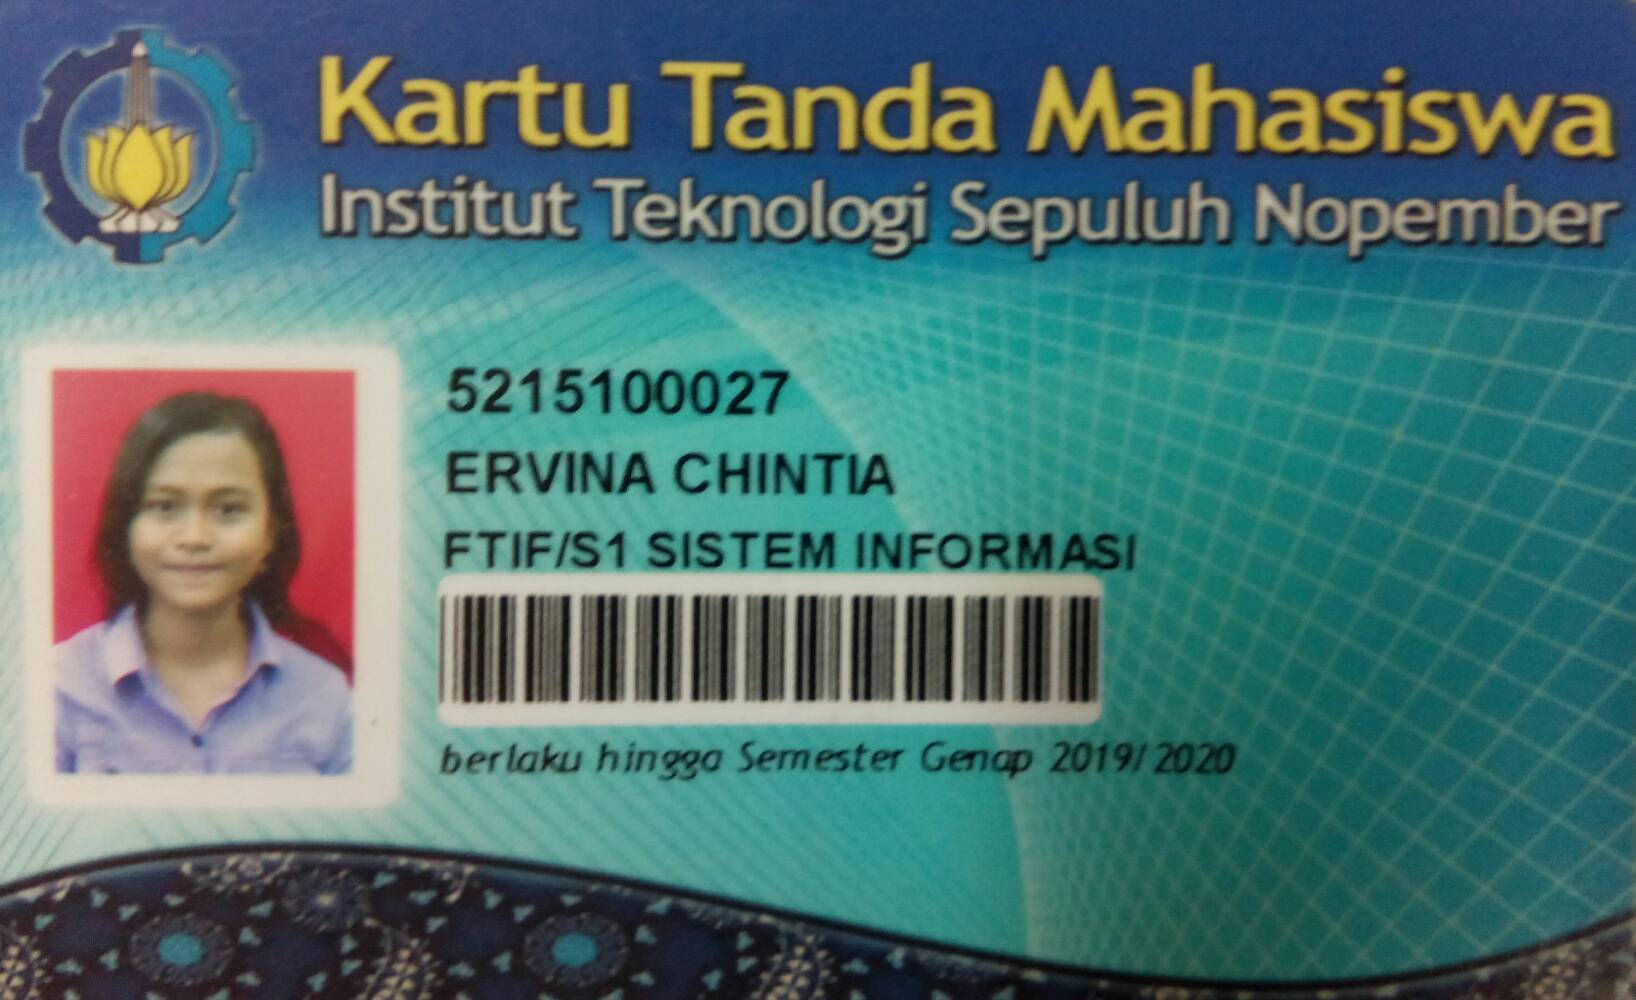 Kartu Tanda Mahasiswa
Institut Teknologi Sepuluh Nopember
5215100027
ERVINA CHINTIA
FTIF/S1 SISTEM INFORMASI
berlaku hingga Semester Genap 2019/2020